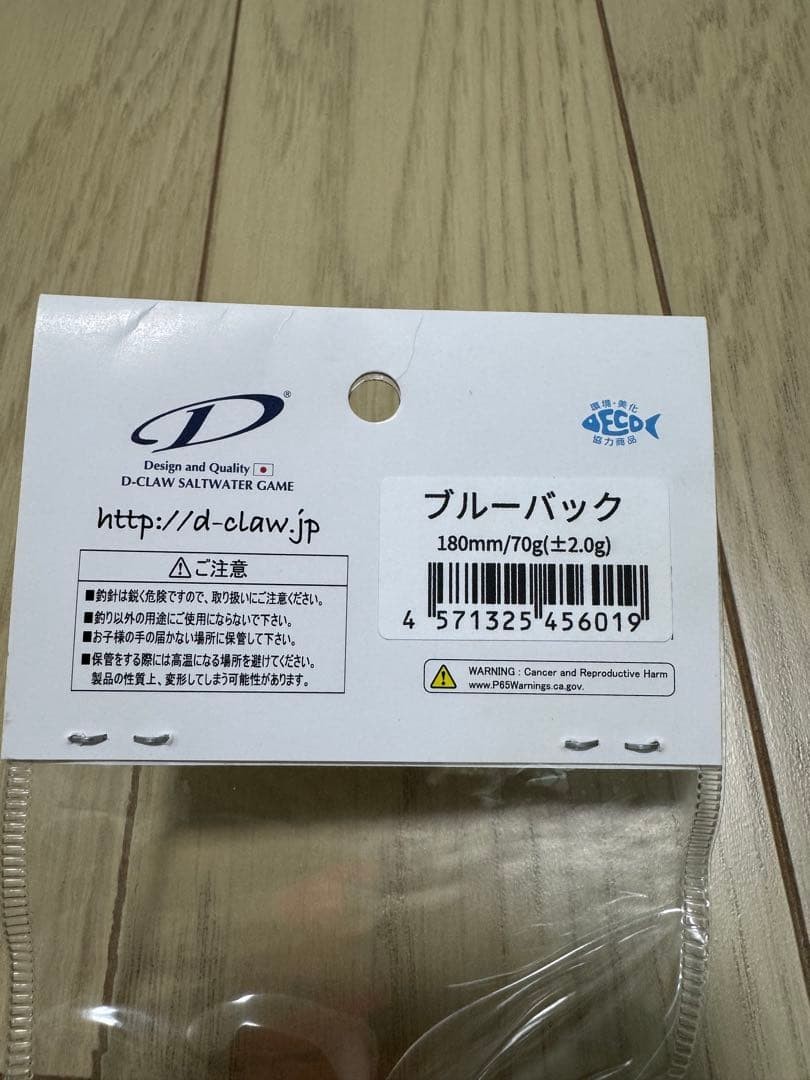 D®
Design and Quality
D-CLAW SALTWATER GAME
http://d-claw.jp
⚠ご注意
■釣針は鋭く危険ですので、取り扱いにご注意ください。
■釣り以外の用途にご使用にならないで下さい。
■お子様の手の届かない場所に保管して下さい。
■保管をする際には高温になる場所を避けてください。
製品の性質上、変形してしまう可能性があります。
環境・美化
ECO
協力商品
ブルーバック
180mm/70g(±2.0g)
4 571325 456019
WARNING : Cancer and Reproductive Harm
www.P65Warnings.ca.gov.